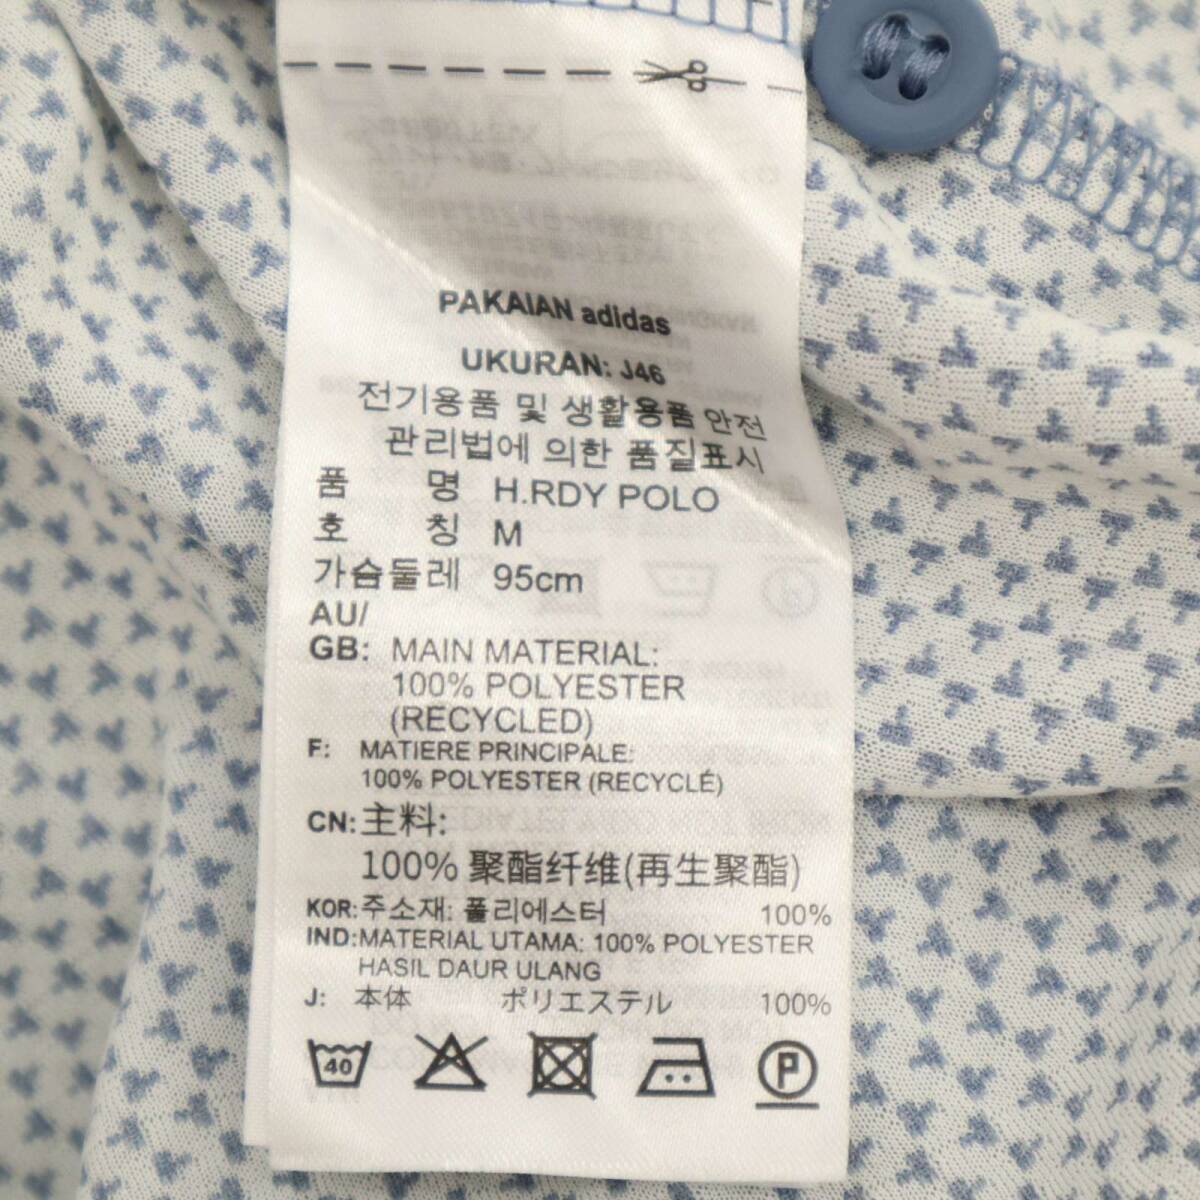 PAKAIAN adidas
UKURAN: J46
전기용품 및 생활용품 안전
관리법에 의한 품질표시
품 명 H.RDY POLO
호 칭 M
가슴둘레 95cm
AU/
GB: MAIN MATERIAL:
100% POLYESTER
(RECYCLED)
F: MATIERE PRINCIPALE:
100% POLYESTER (RECYCLÉ)
CN: 主料:
100% 聚酯纤维(再生聚酯)
KOR: 주소재: 폴리에스터 100%
IND: MATERIAL UTAMA: 100% POLYESTER
HASIL DAUR ULANG
J: 本体 ポリエステル 100%
40 P